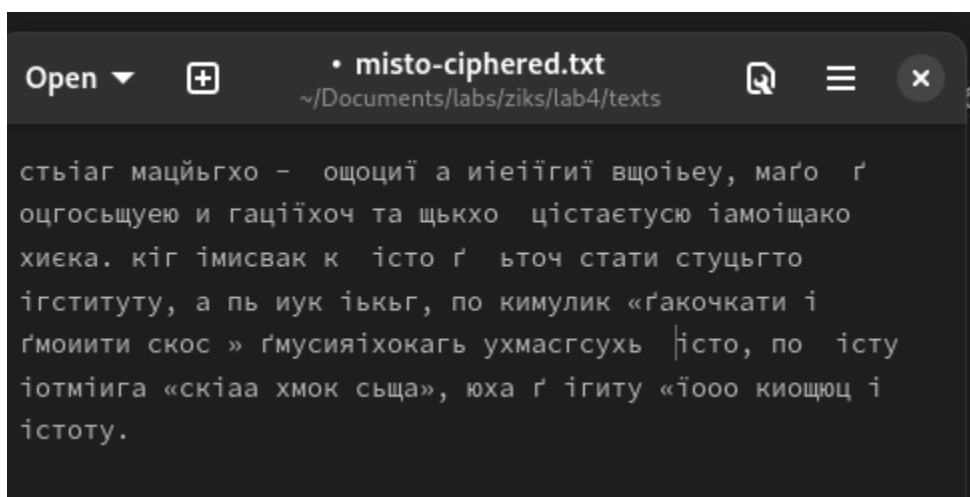 Open
• misto-ciphered.txt
~/Documents/labs/ziks/lab4/texts
стьіаг мацйьгхо – ощоциї а иіеіїгиї вщоіьеу, маґо ґ
оцгосьщуею и гаціїхоч та щькхо цістаєтусю іамоіщако
хиєка. кіг імисвак к істо ґ ьточ стати стуцьгто
ігституту, а пь иук ікькг, по кимулик «ґакочкати і
ґмоиити скос » ґмусияіхокагь ухмасгсухь істо, по істу
іотміига «скіаа хмок сьща», юха ґ ігиту «їооо киощюц і
істоту.